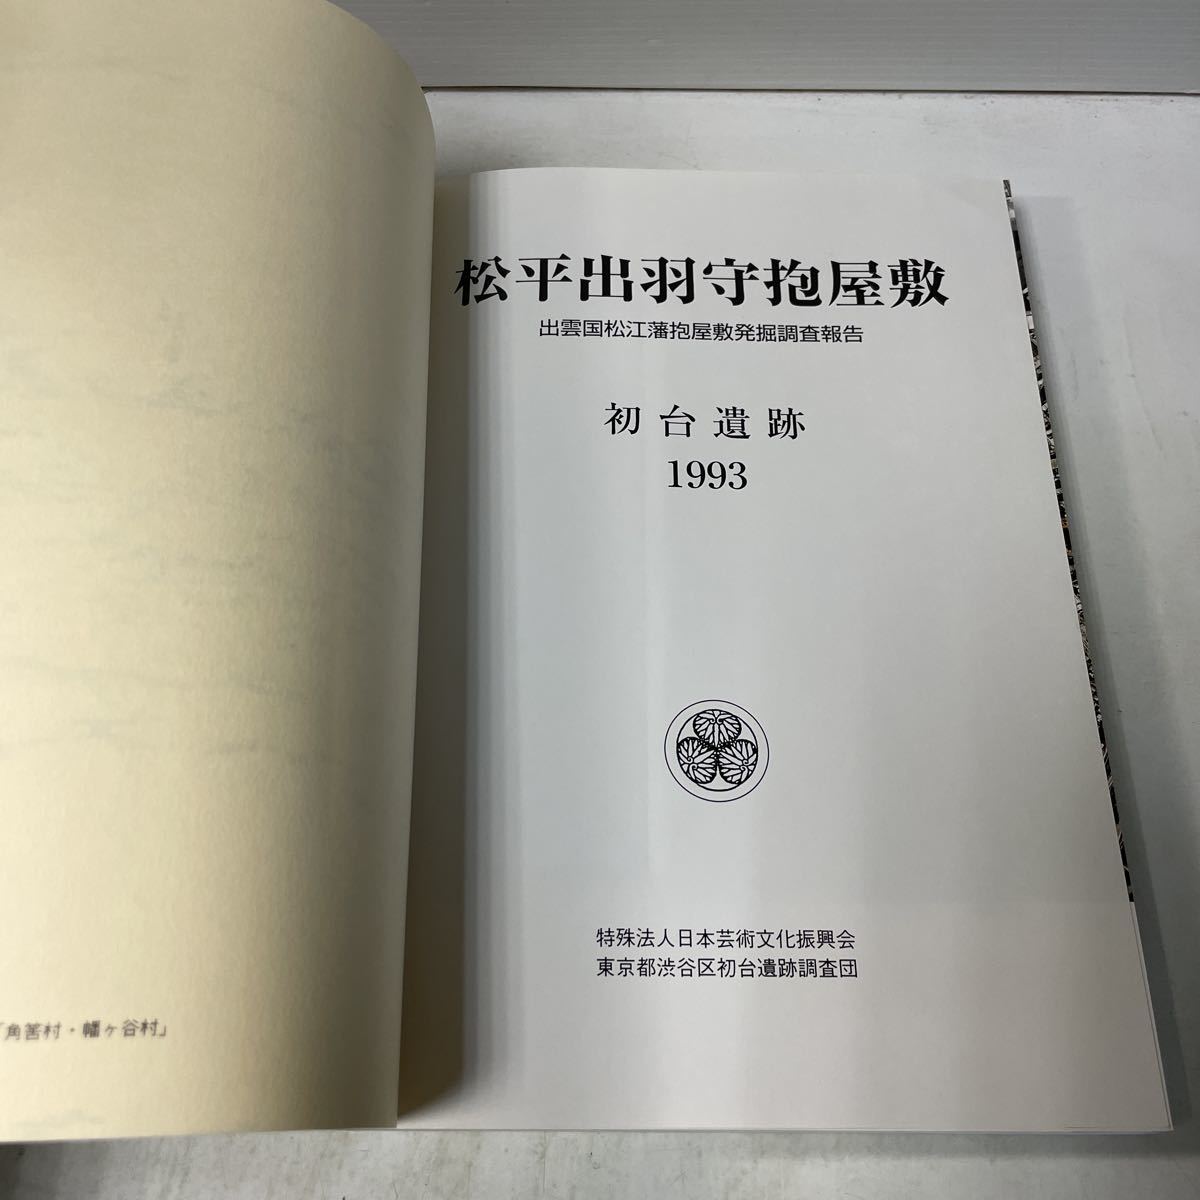 松平出羽守抱屋敷
出雲国松江藩抱屋敷発掘調査報告
初台遺跡
1993
特殊法人日本芸術文化振興会
東京都渋谷区初台遺跡調査団
「角筈村・幡ヶ谷村」